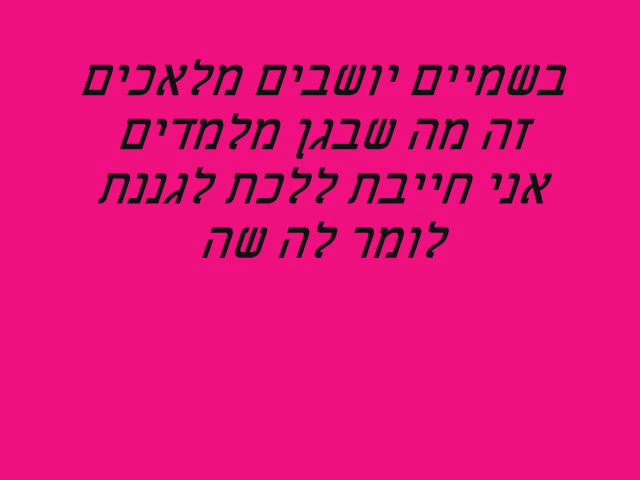 בשמיים יושבים מלאכים
זה מה שבגן מלמדים
אני חייבת ללכת לגננת
לומר לה שה